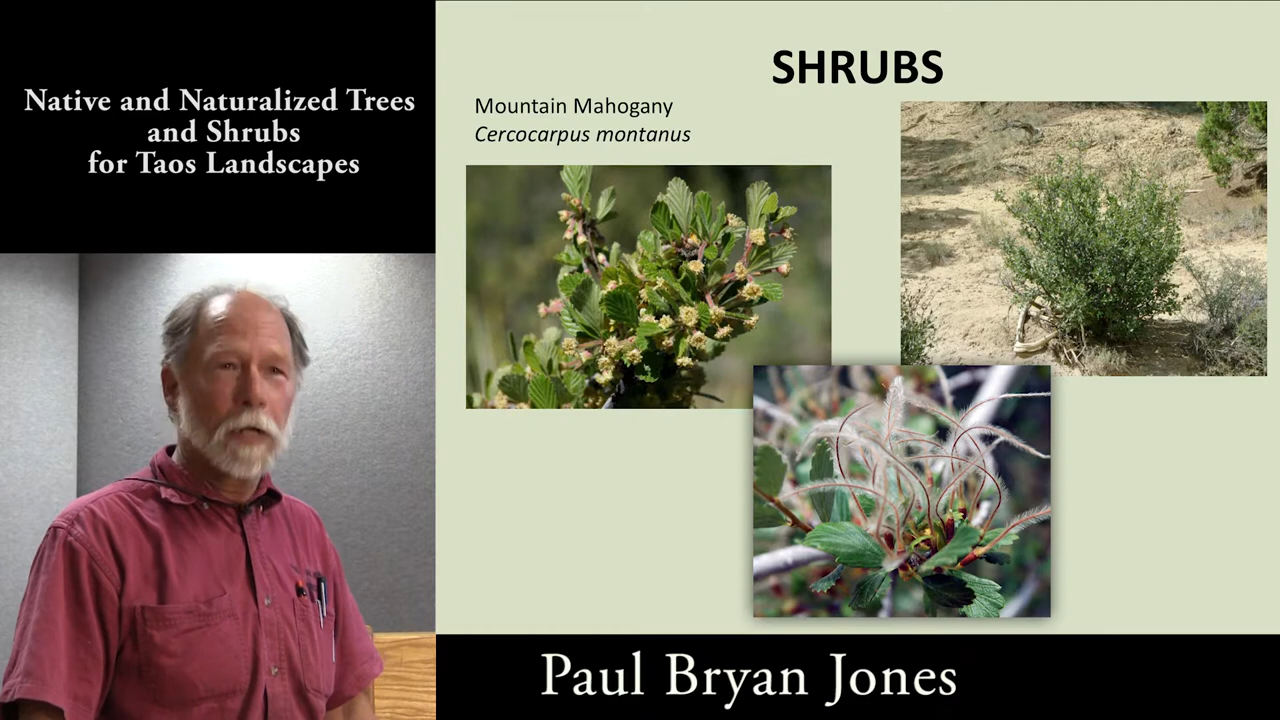 Native and Naturalized Trees
and Shrubs
for Taos Landscapes
SHRUBS
Mountain Mahogany
Cercocarpus montanus
Paul Bryan Jones